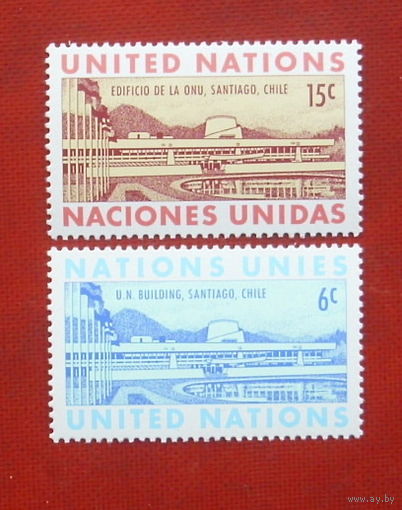 UNITED NATIONS
EDIFICIO DE LA ONU, SANTIAGO, CHILE
15c
NACIONES UNIDAS
NATIONS UNIES
U.N. BUILDING, SANTIAGO, CHILE
6c
UNITED NATIONS
au.ay.by